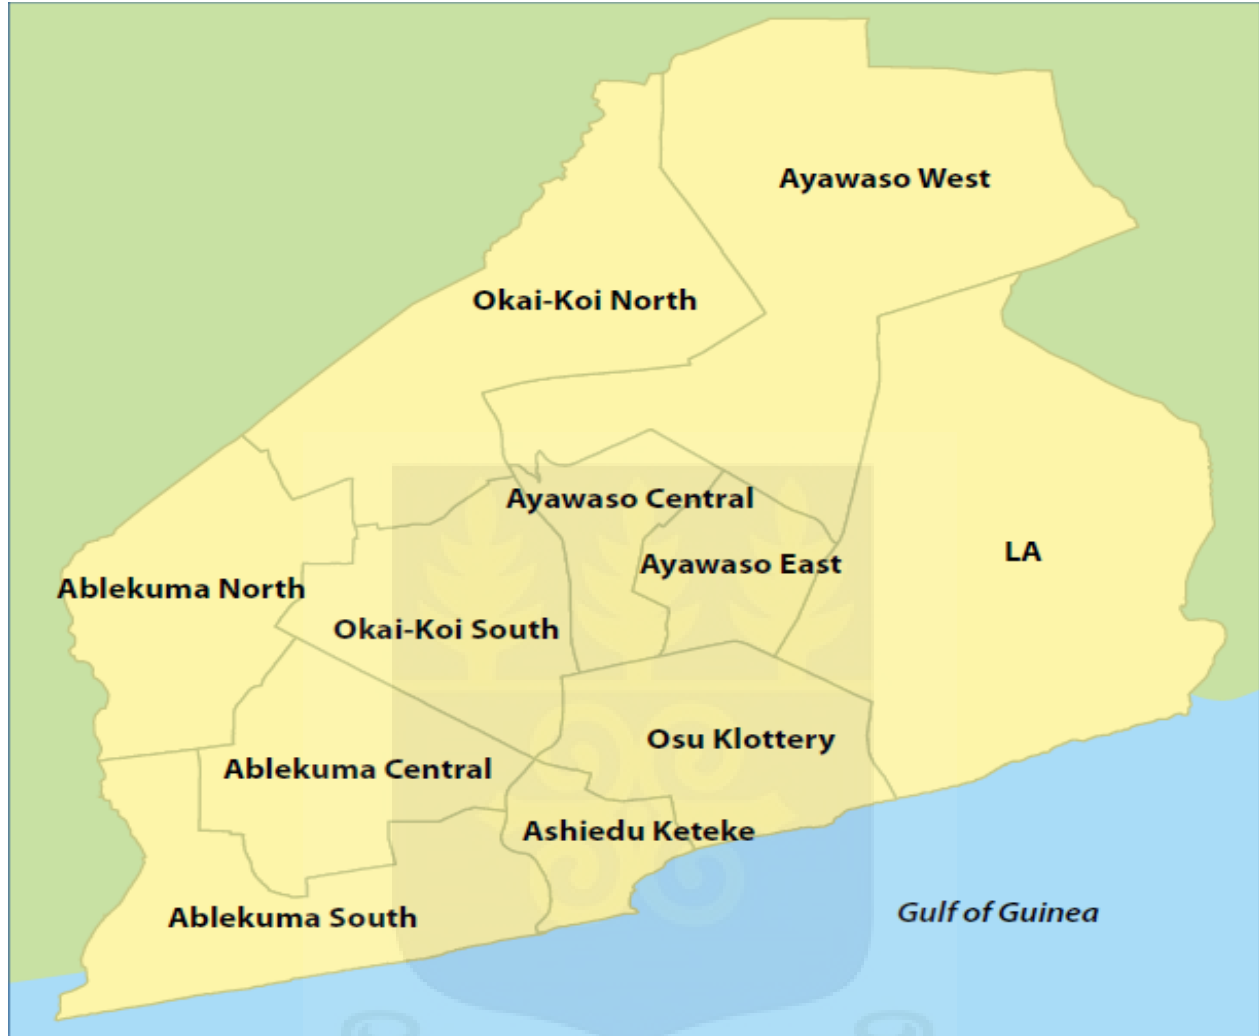 Ayawaso West
Okai-Koi North
Ayawaso Central
LA
Ayawaso East
Ablekuma North
Okai-Koi South
Osu Klottery
Ablekuma Central
Ashiedu Keteke
Gulf of Guinea
Ablekuma South